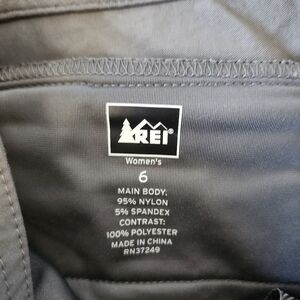 REI®
Women's
6
MAIN BODY:
95% NYLON
5% SPANDEX
CONTRAST:
100% POLYESTER
MADE IN CHINA
RN37249